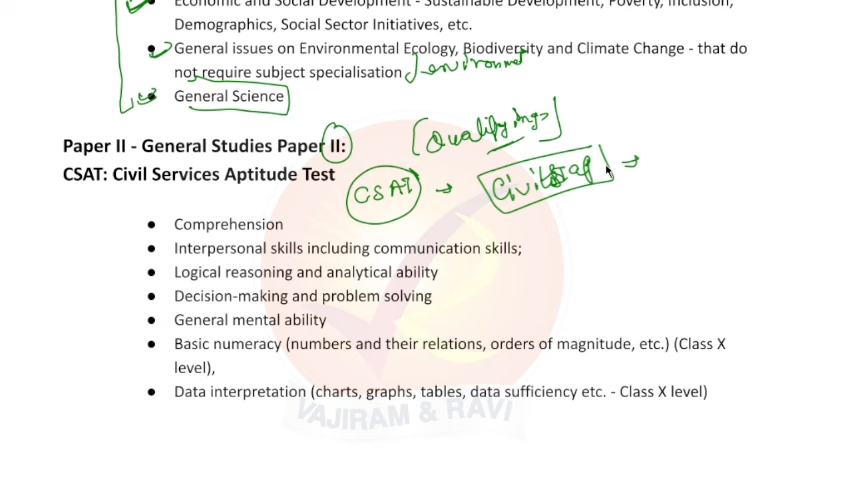 Economic and Social Development - Sustainable Development, Poverty, Inclusion,
Demographics, Social Sector Initiatives, etc.
General issues on Environmental Ecology, Biodiversity and Climate Change - that do
not require subject specialisation
environment
General Science
Paper II - General Studies Paper II:
[Qualifying]
CSAT: Civil Services Aptitude Test
CSAT →
Comprehension
Interpersonal skills including communication skills;
Logical reasoning and analytical ability
Decision-making and problem solving
General mental ability
Basic numeracy (numbers and their relations, orders of magnitude, etc.) (Class X
level),
Data interpretation (charts, graphs, tables, data sufficiency etc. - Class X level)
VAJIRAM & RAVI